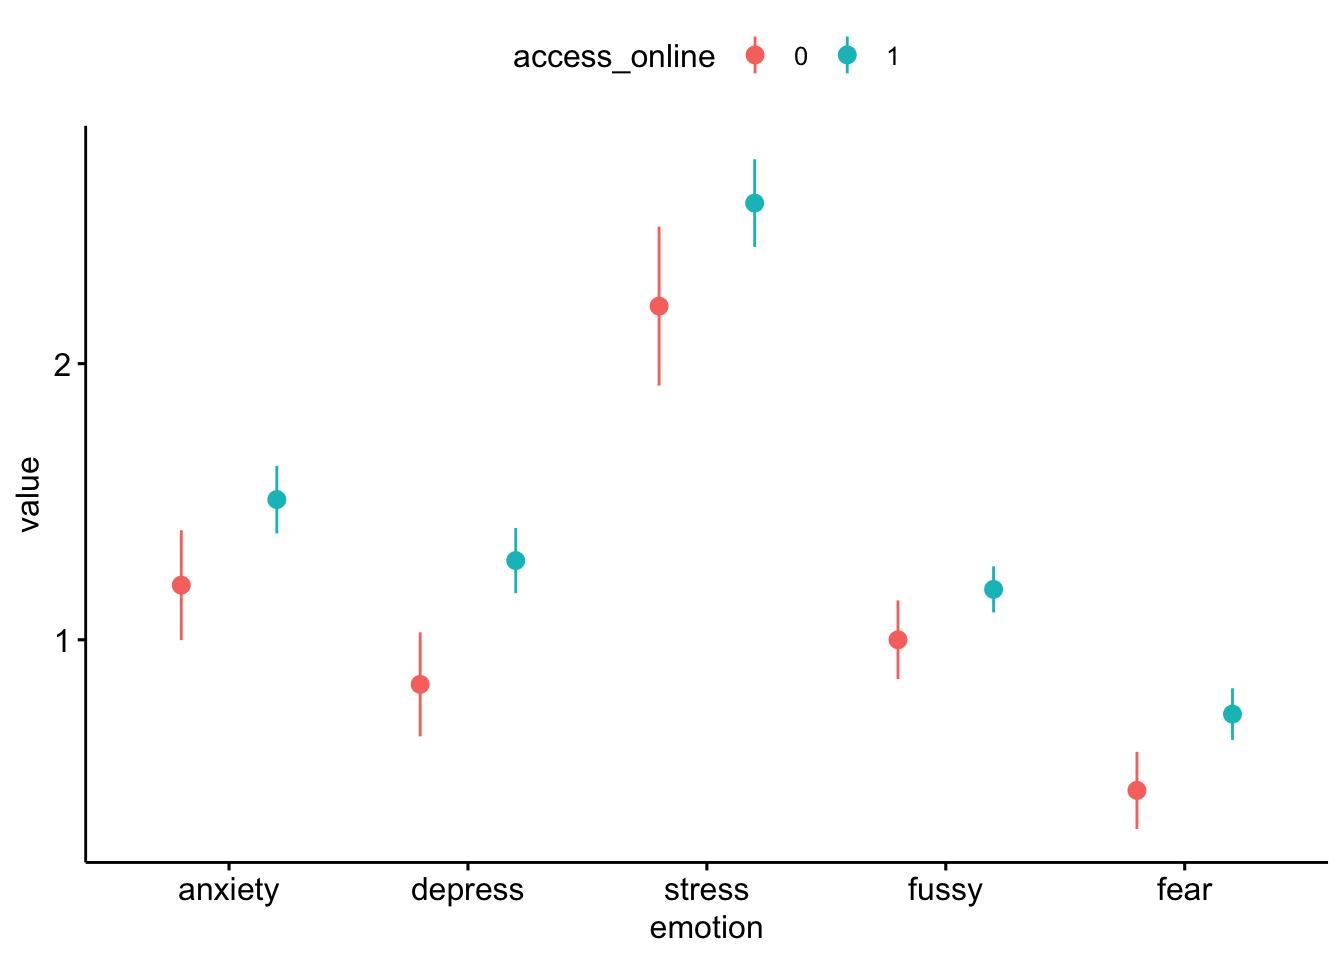 access_online 0 1
2
1
value
anxiety depress stress fussy fear
emotion